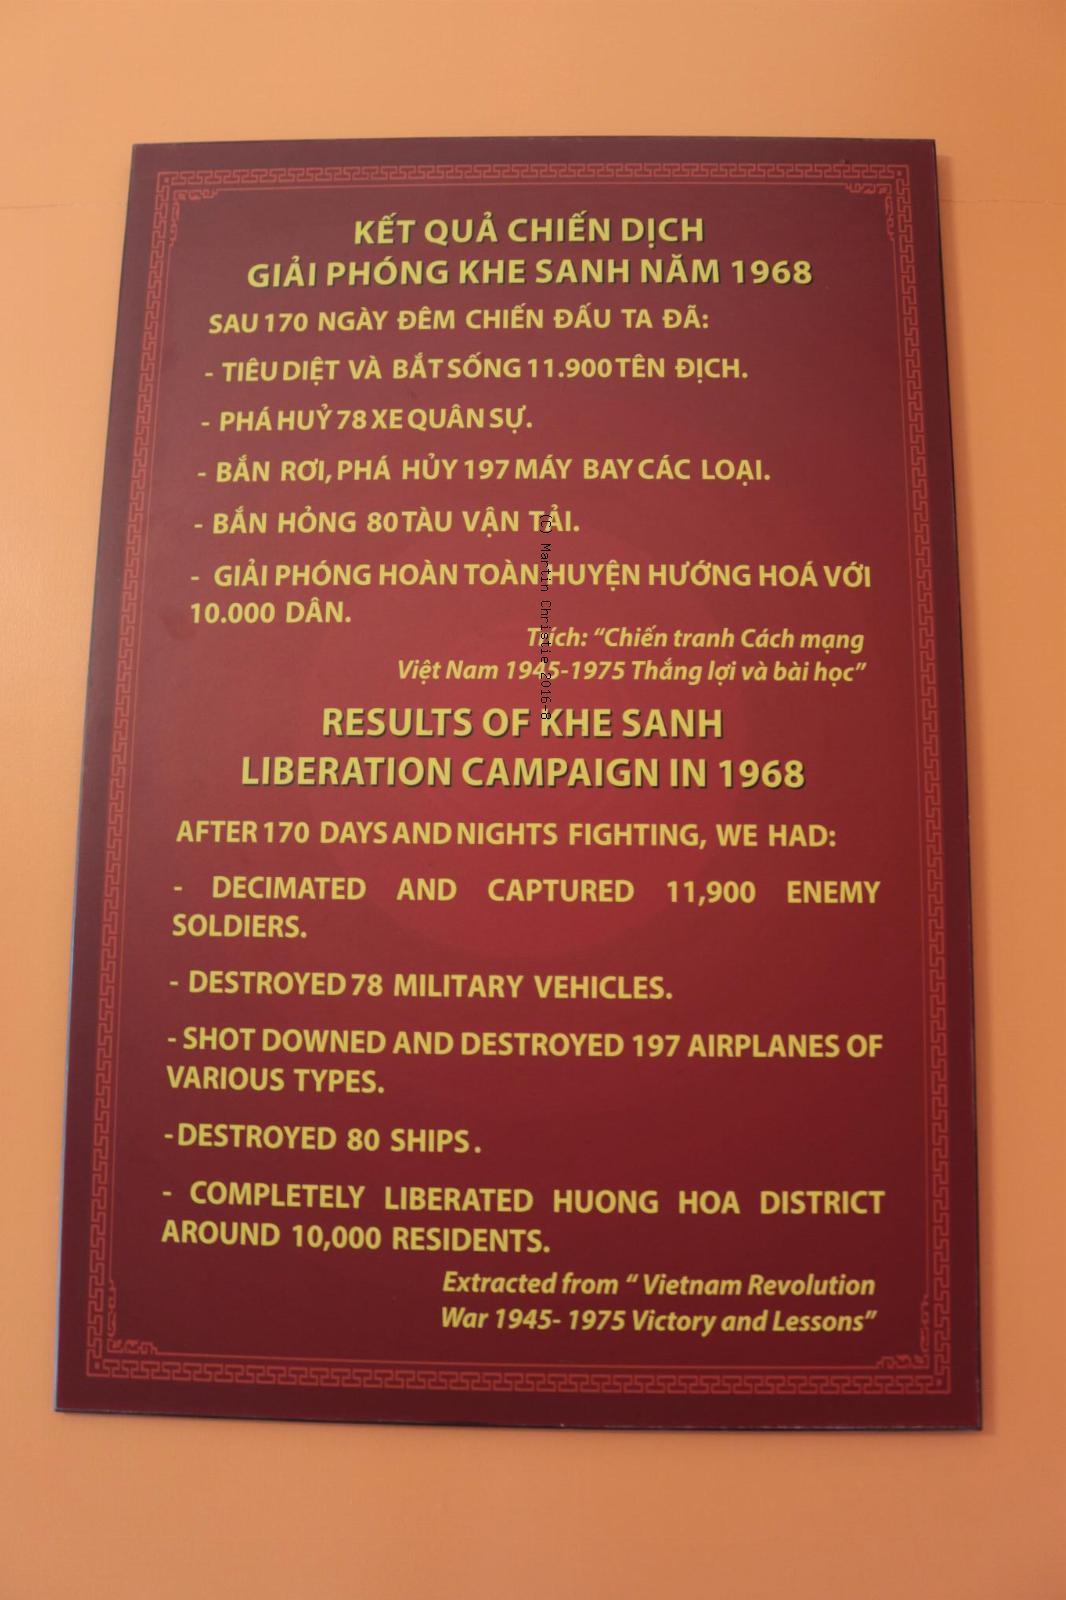 KẾT QUẢ CHIẾN DỊCH
GIẢI PHÓNG KHE SANH NĂM 1968
SAU 170 NGÀY ĐÊM CHIẾN ĐẤU TA ĐÃ:
- TIÊU DIỆT VÀ BẮT SỐNG 11.900 TÊN ĐỊCH.
- PHÁ HUỶ 78 XE QUÂN SỰ.
- BẮN RƠI, PHÁ HỦY 197 MÁY BAY CÁC LOẠI.
- BẮN HỎNG 80 TÀU VẬN TẢI.
- GIẢI PHÓNG HOÀN TOÀN HUYỆN HƯỚNG HOÁ VỚI
10.000 DÂN.
Trích: “Chiến tranh Cách mạng
Việt Nam 1945-1975 Thắng lợi và bài học”
RESULTS OF KHE SANH
LIBERATION CAMPAIGN IN 1968
AFTER 170 DAYS AND NIGHTS FIGHTING, WE HAD:
- DECIMATED AND CAPTURED 11,900 ENEMY
SOLDIERS.
- DESTROYED 78 MILITARY VEHICLES.
- SHOT DOWNED AND DESTROYED 197 AIRPLANES OF
VARIOUS TYPES.
- DESTROYED 80 SHIPS.
- COMPLETELY LIBERATED HUONG HOA DISTRICT
AROUND 10,000 RESIDENTS.
Extracted from “ Vietnam Revolution
War 1945- 1975 Victory and Lessons”
(C) Martin Christie 2016-8